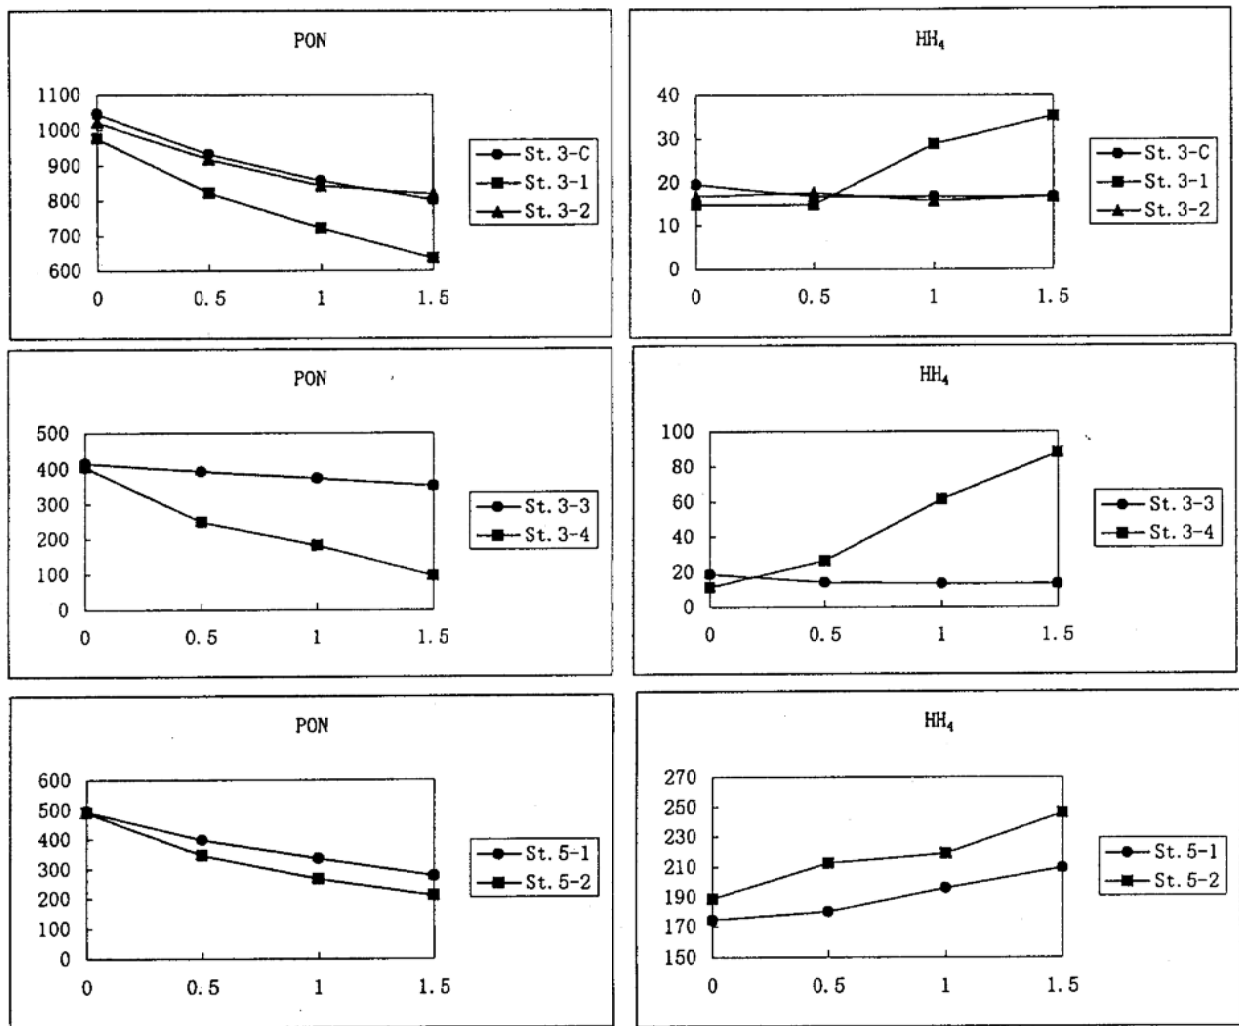 PON
1100
1000
900
800
700
600
0 0.5 1 1.5
St. 3-C
St. 3-1
St. 3-2
HH₄
40
30
20
10
0
0 0.5 1 1.5
St. 3-C
St. 3-1
St. 3-2
PON
500
400
300
200
100
0
0 0.5 1 1.5
St. 3-3
St. 3-4
HH₄
100
80
60
40
20
0
0 0.5 1 1.5
St. 3-3
St. 3-4
PON
600
500
400
300
200
100
0
0 0.5 1 1.5
St. 5-1
St. 5-2
HH₄
270
250
230
210
190
170
150
0 0.5 1 1.5
St. 5-1
St. 5-2